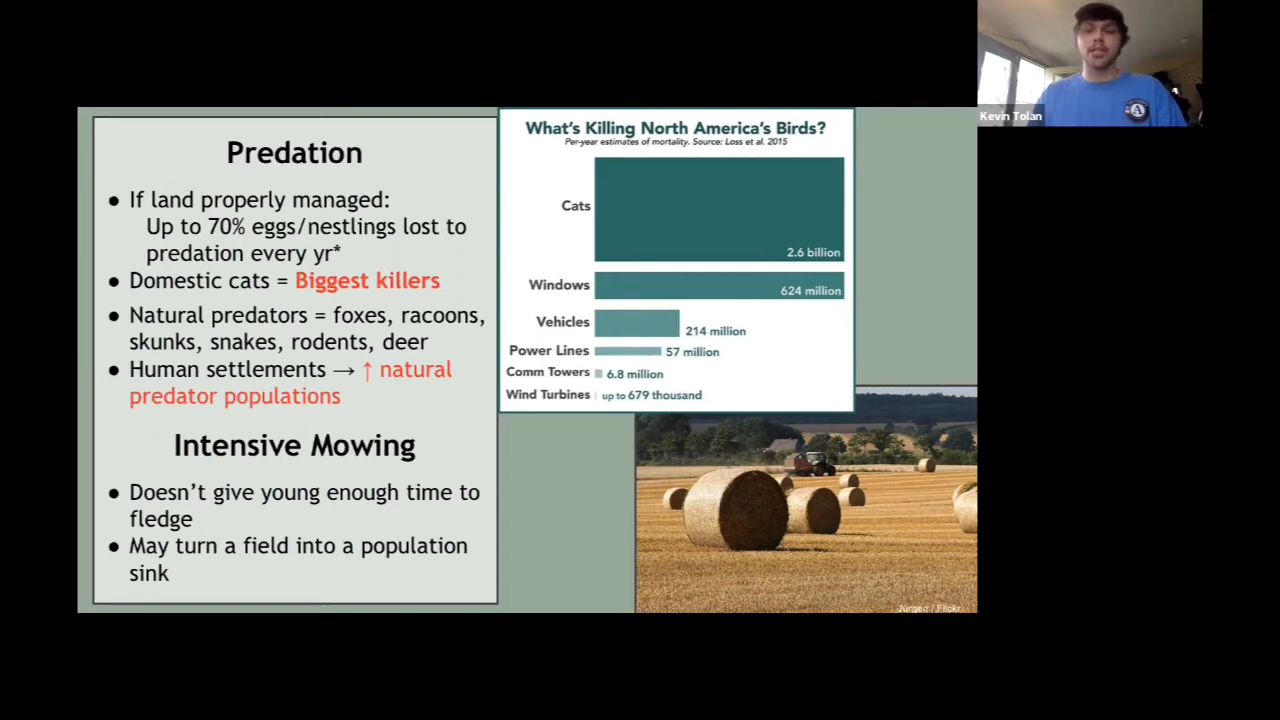 Kevin Tolan
Predation
● If land properly managed:
Up to 70% eggs/nestlings lost to
predation every yr*
● Domestic cats = Biggest killers
● Natural predators = foxes, racoons,
skunks, snakes, rodents, deer
● Human settlements → ↑ natural
predator populations
Intensive Mowing
● Doesn't give young enough time to
fledge
● May turn a field into a population
sink
What's Killing North America's Birds?
Per-year estimates of mortality. Source: Loss et al. 2015
Cats
2.6 billion
Windows
624 million
Vehicles
214 million
Power Lines
57 million
Comm Towers
6.8 million
Wind Turbines
up to 679 thousand
Jürgen / Flickr
A